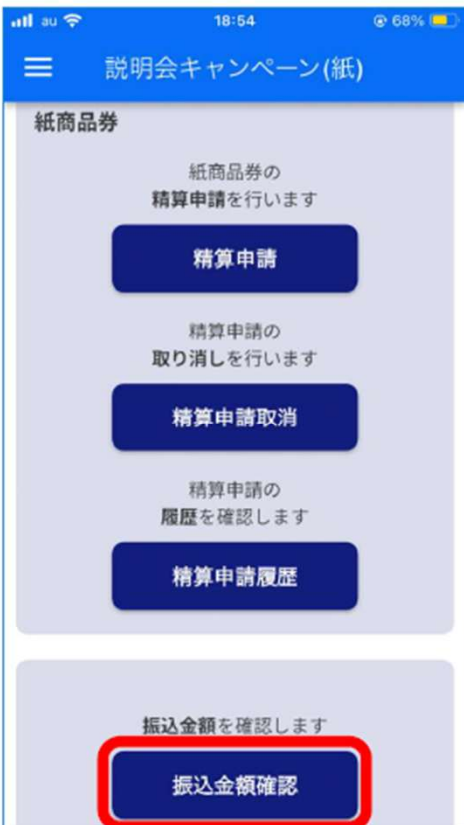 au 18:54 68%
説明会キャンペーン(紙)
紙商品券
紙商品券の
精算申請を行います
精算申請
精算申請の
取り消しを行います
精算申請取消
精算申請の
履歴を確認します
精算申請履歴
振込金額を確認します
振込金額確認